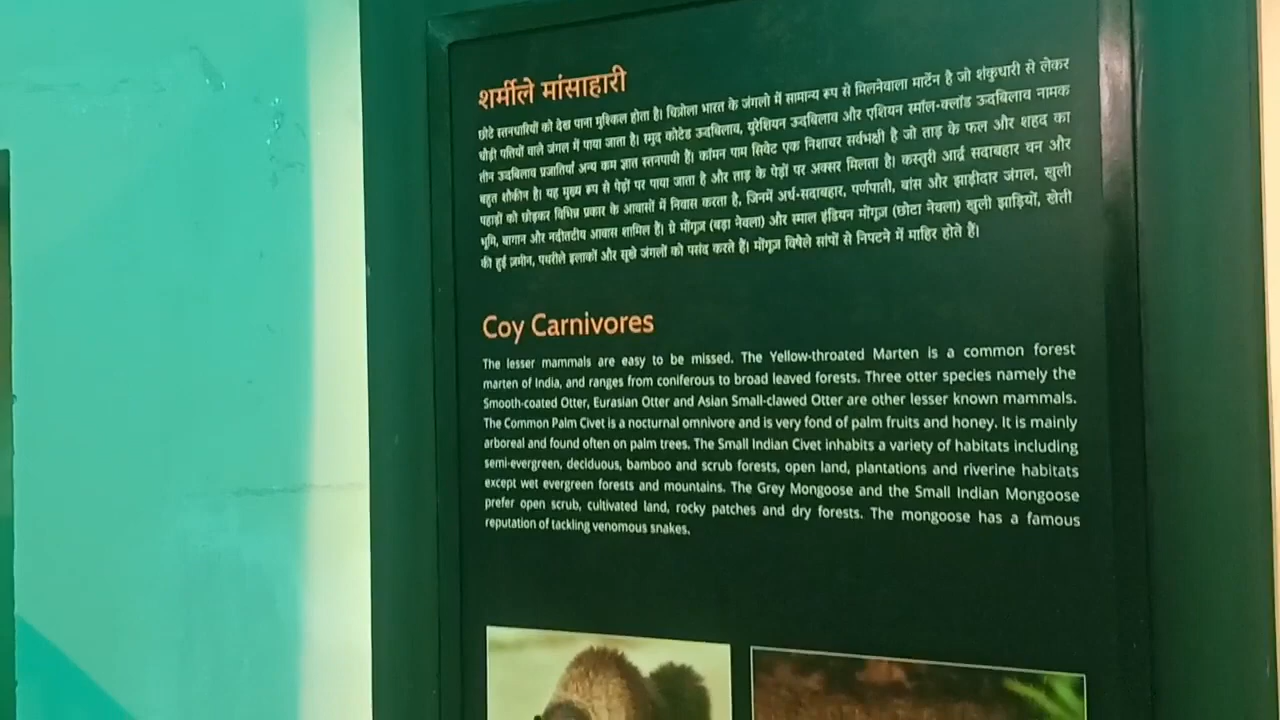 शर्मीले मांसाहारी
छोटे स्तनधारियों को देख पाना मुश्किल होता है। चित्रोला भारत के जंगलो में सामान्य रूप से मिलनेवाला मार्टेन है जो शंकुधारी से लेकर
चौड़ी पत्तियों वाले जंगल में पाया जाता है। स्मूद कोटेड ऊदबिलाव, युरेशियन ऊदबिलाव और एशियन स्मॉल-क्लॉड ऊदबिलाव नामक
तीन उदबिलाव प्रजातियाँ अन्य कम ज्ञात स्तनपायी हैं। कॉमन पाम सिवेट एक निशाचर सर्वभक्षी है जो ताड़ के फल और शहद का
बहुत शौकीन है। यह मुख्य रूप से पेड़ों पर पाया जाता है और ताड़ के पेड़ों पर अक्सर मिलता है। कस्तुरी आर्द्र सदाबहार वन और
पहाड़ों को छोड़कर विभिन्न प्रकार के आवासों में निवास करता है, जिनमें अर्ध-सदाबहार, पर्णपाती, बांस और झाड़ीदार जंगल, खुली
भूमि, बागान और नदीतटीय आवास शामिल हैं। ग्रे मोंगूज़ (बड़ा नेवला) और स्माल इंडियन मोंगूज़ (छोटा नेवला) खुली झाड़ियों, खेती
की हुई ज़मीन, पथरीले इलाकों और सूखे जंगलों को पसंद करते हैं। मोंगूज़ विषैले सांपों से निपटने में माहिर होते हैं।
Coy Carnivores
The lesser mammals are easy to be missed. The Yellow-throated Marten is a common forest
marten of India, and ranges from coniferous to broad leaved forests. Three otter species namely the
Smooth-coated Otter, Eurasian Otter and Asian Small-clawed Otter are other lesser known mammals.
The Common Palm Civet is a nocturnal omnivore and is very fond of palm fruits and honey. It is mainly
arboreal and found often on palm trees. The Small Indian Civet inhabits a variety of habitats including
semi-evergreen, deciduous, bamboo and scrub forests, open land, plantations and riverine habitats
except wet evergreen forests and mountains. The Grey Mongoose and the Small Indian Mongoose
prefer open scrub, cultivated land, rocky patches and dry forests. The mongoose has a famous
reputation of tackling venomous snakes.